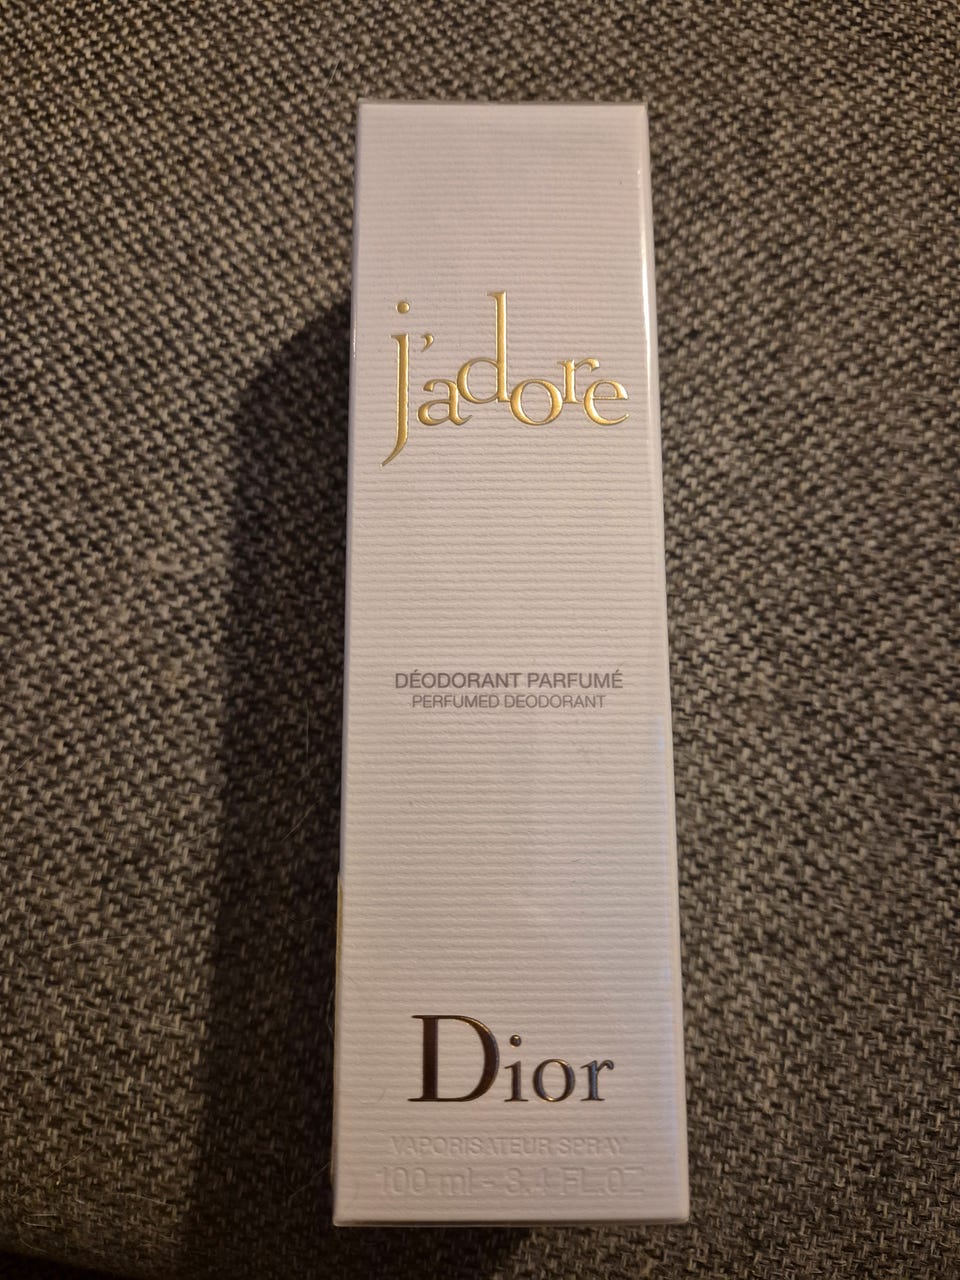 j'adore
DÉODORANT PARFUMÉ
PERFUMED DEODORANT
Dior
VAPORISATEUR SPRAY
100 ml - 3.4 FL.OZ